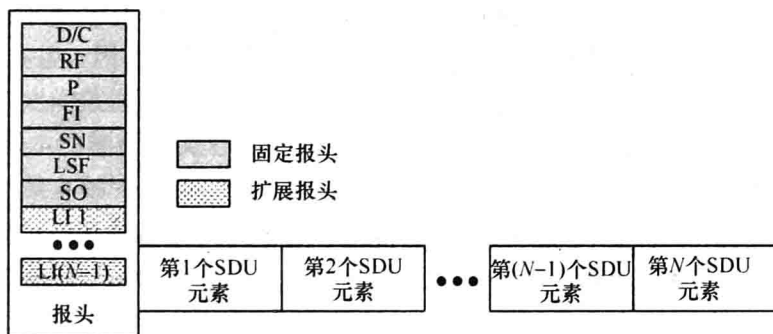 D/C
RF
P
FI
SN
LSF
SO
LI 1
LI(N-1)
报头
固定报头
扩展报头
第1个SDU
元素
第2个SDU
元素
第(N-1)个SDU
元素
第N个SDU
元素